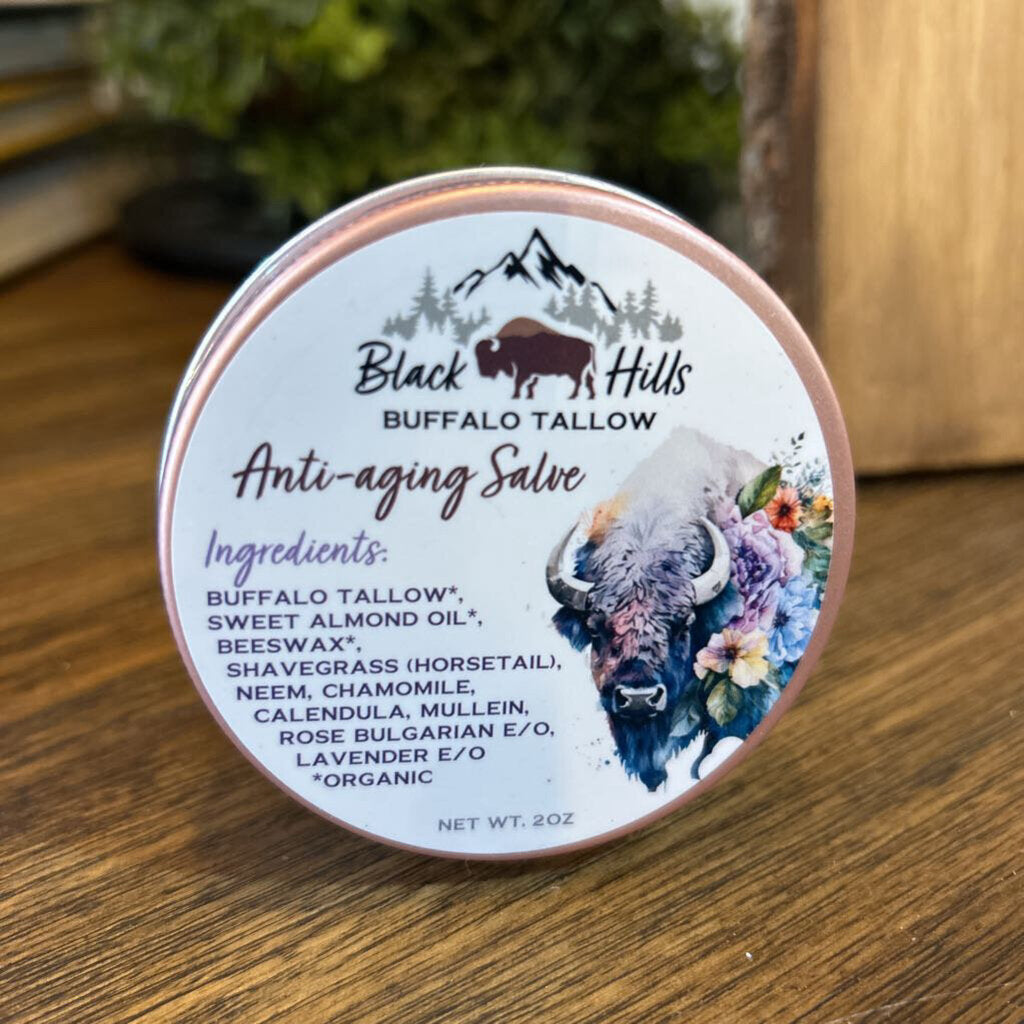 Black Hills
BUFFALO TALLOW
Anti-aging Salve
Ingredients:
BUFFALO TALLOW*,
SWEET ALMOND OIL*,
BEESWAX*,
SHAVEGRASS (HORSETAIL),
NEEM, CHAMOMILE,
CALENDULA, MULLEIN,
ROSE BULGARIAN E/O,
LAVENDER E/O
*ORGANIC
NET WT. 2OZ